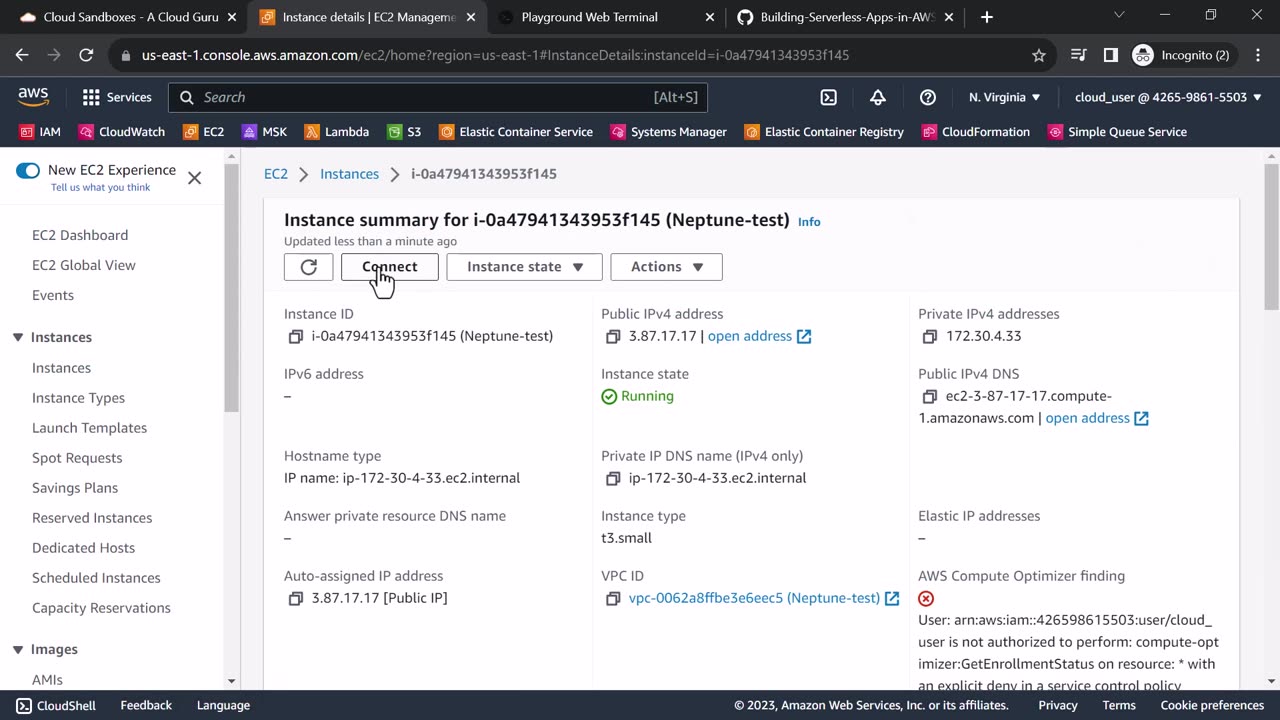 Cloud Sandboxes - A Cloud Guru
Instance details | EC2 Manageme
Playground Web Terminal
Building-Serverless-Apps-in-AWS
us-east-1.console.aws.amazon.com/ec2/home?region=us-east-1#InstanceDetails:instanceId=i-0a47941343953f145
Incognito (2)
aws
Services
Search
[Alt+S]
N. Virginia
cloud_user @ 4265-9861-5503
IAM
CloudWatch
EC2
MSK
Lambda
S3
Elastic Container Service
Systems Manager
Elastic Container Registry
CloudFormation
Simple Queue Service
New EC2 Experience
Tell us what you think
EC2 Dashboard
EC2 Global View
Events
Instances
Instances
Instance Types
Launch Templates
Spot Requests
Savings Plans
Reserved Instances
Dedicated Hosts
Scheduled Instances
Capacity Reservations
Images
AMIs
EC2 > Instances > i-0a47941343953f145
Instance summary for i-0a47941343953f145 (Neptune-test) Info
Updated less than a minute ago
Connect
Instance state
Actions
Instance ID
i-0a47941343953f145 (Neptune-test)
Public IPv4 address
3.87.17.17 | open address
Private IPv4 addresses
172.30.4.33
IPv6 address
–
Instance state
Running
Public IPv4 DNS
ec2-3-87-17-17.compute-
1.amazonaws.com | open address
Hostname type
IP name: ip-172-30-4-33.ec2.internal
Private IP DNS name (IPv4 only)
ip-172-30-4-33.ec2.internal
Answer private resource DNS name
–
Instance type
t3.small
Elastic IP addresses
–
Auto-assigned IP address
3.87.17.17 [Public IP]
VPC ID
vpc-0062a8ffbe3e6eec5 (Neptune-test)
AWS Compute Optimizer finding
User: arn:aws:iam::426598615503:user/cloud_
user is not authorized to perform: compute-opt
imizer:GetEnrollmentStatus on resource: * with
an explicit deny in a service control policy
CloudShell
Feedback
Language
© 2023, Amazon Web Services, Inc. or its affiliates.
Privacy
Terms
Cookie preferences